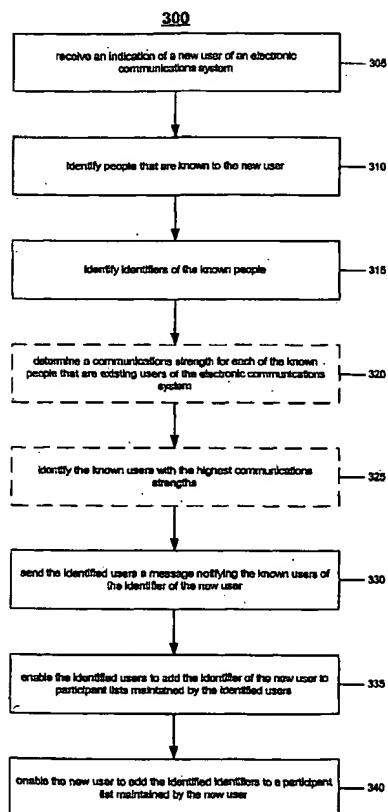 300
receive an indication of a new user of an electronic
communications system
305
identify people that are known to the new user
310
identify identifiers of the known people
315
determine a communications strength for each of the known
people that are existing users of the electronic communications
system
320
identify the known users with the highest communications
strengths
325
send the identified users a message notifying the known users of
the identifier of the new user
330
enable the identified users to add the identifier of the new user to
participant lists maintained by the identified users
335
enable the new user to add the identified identifiers to a participant
list maintained by the new user
340